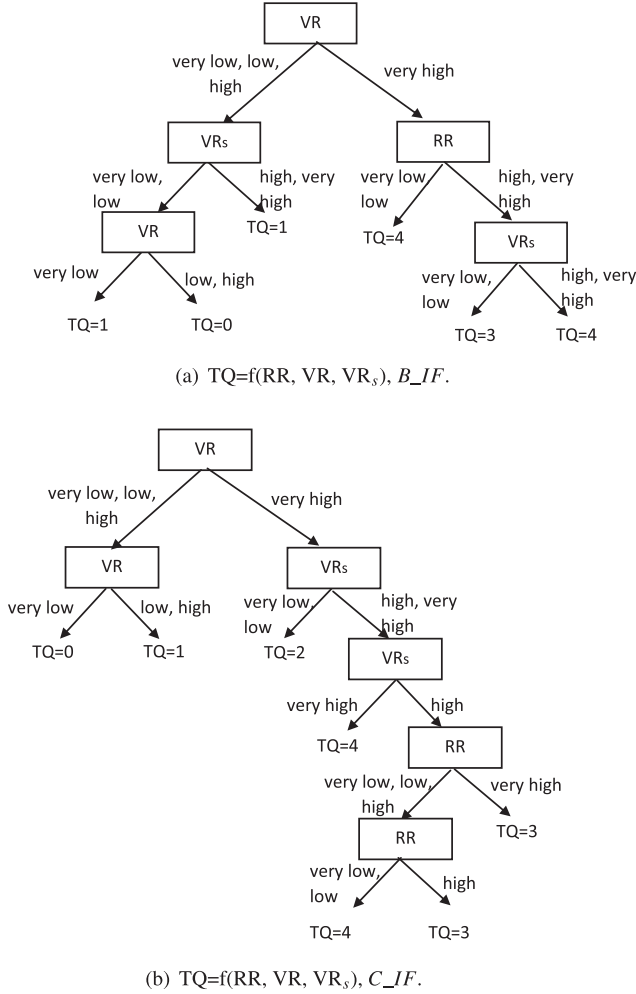 VR
very low, low,
high
very high
VRs
RR
very low,
low
high, very
high
very low,
low
high, very
high
VR
TQ=1
TQ=4
VRs
very low
low, high
very low,
low
high, very
high
TQ=1
TQ=0
TQ=3
TQ=4
(a) TQ=f(RR, VR, VRs), B_IF.
VR
very low, low,
high
very high
VR
VRs
very low
low, high
very low,
low
high, very
high
TQ=0
TQ=1
TQ=2
VRs
very high
high
TQ=4
RR
very low, low,
high
very high
RR
TQ=3
very low,
low
high
TQ=4
TQ=3
(b) TQ=f(RR, VR, VRs), C_IF.